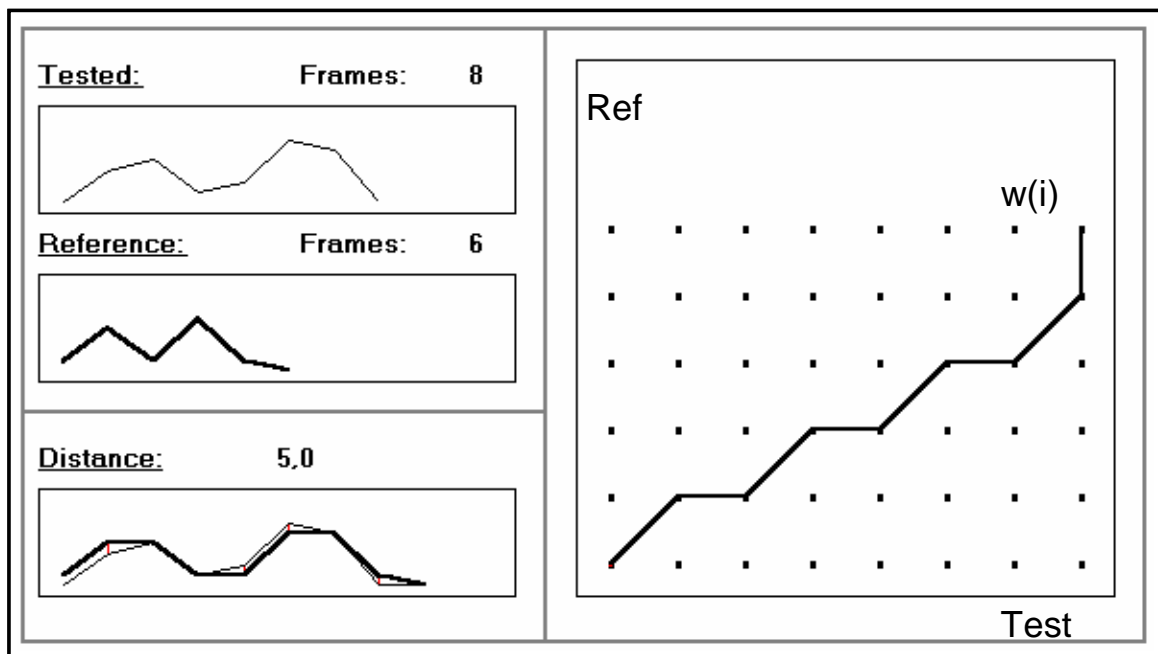 Tested: Frames: 8
Reference: Frames: 6
Distance: 5,0
Ref
w(i)
Test